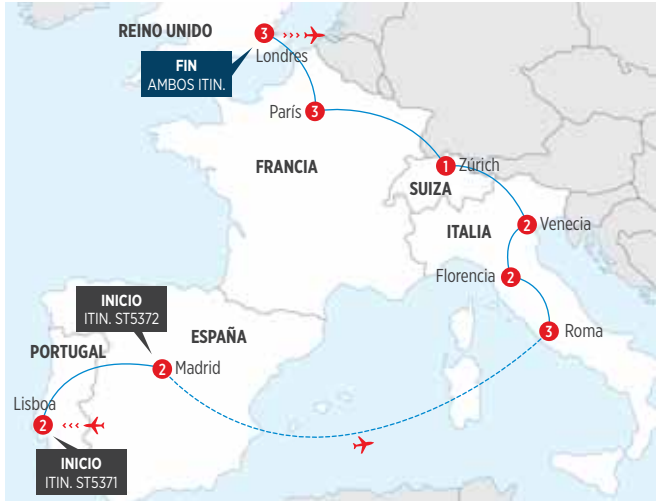 REINO UNIDO
3
Londres
FIN
AMBOS ITIN.
París
3
FRANCIA
1
Zúrich
SUIZA
2
Venecia
ITALIA
Florencia
2
3
Roma
INICIO
ITIN. ST5372
ESPAÑA
PORTUGAL
2
Madrid
Lisboa
2
INICIO
ITIN. ST5371